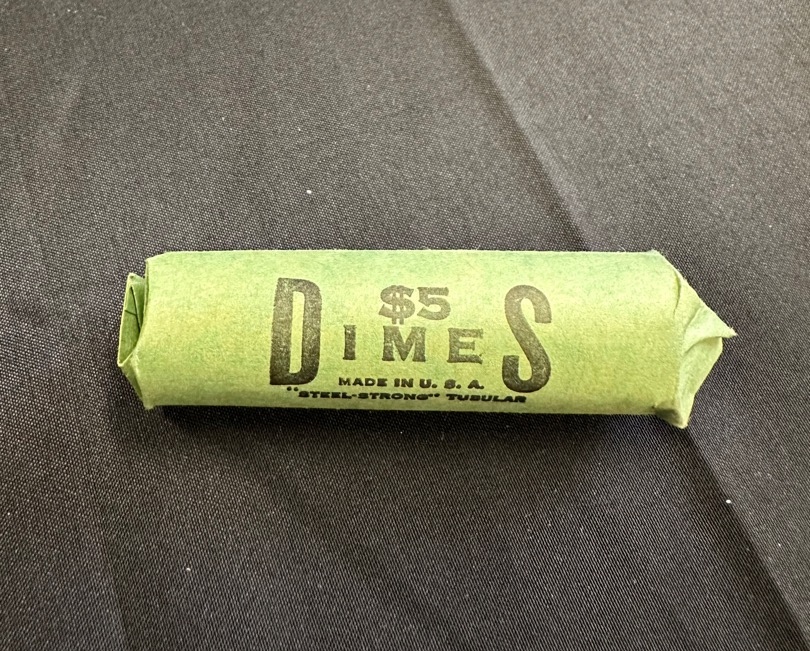 $5
DIMES
MADE IN U. S. A.
"STEEL-STRONG" TUBULAR